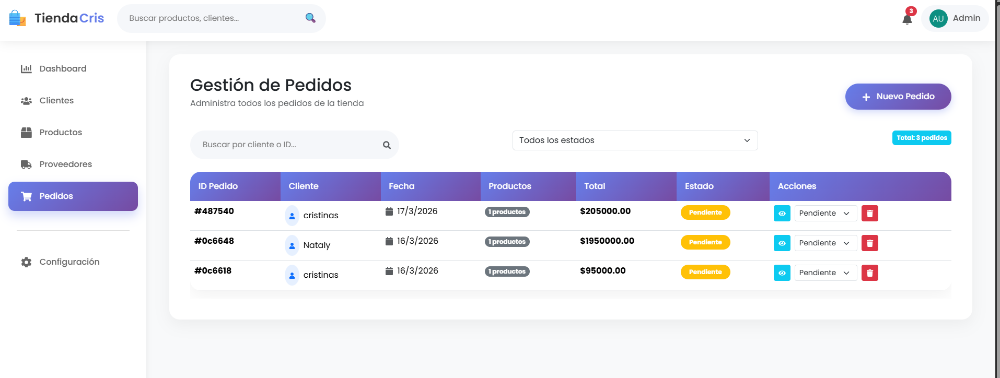 TiendaCris
Buscar productos, clientes...
3
AU
Admin
Dashboard
Clientes
Productos
Proveedores
Pedidos
Configuración
Gestión de Pedidos
Administra todos los pedidos de la tienda
Nuevo Pedido
Buscar por cliente o ID...
Todos los estados
Total: 3 pedidos
ID Pedido Cliente Fecha Productos Total Estado Acciones
#487540 cristinas 17/3/2026 1 productos $205000.00 Pendiente Pendiente
#0c6648 Nataly 16/3/2026 1 productos $1950000.00 Pendiente Pendiente
#0c6618 cristinas 16/3/2026 1 productos $95000.00 Pendiente Pendiente